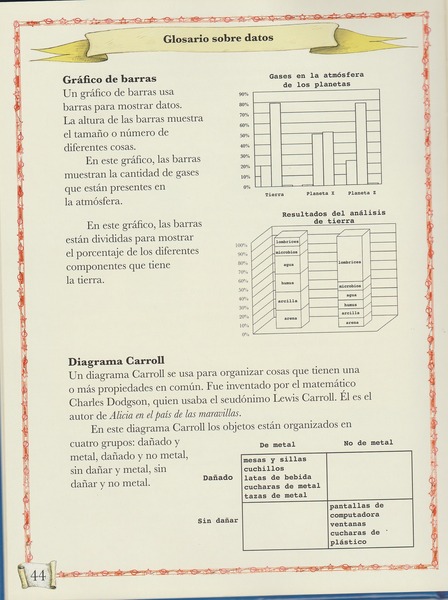 Glosario sobre datos
Gráfico de barras
Un gráfico de barras usa
barras para mostrar datos.
La altura de las barras muestra
el tamaño o número de
diferentes cosas.
En este gráfico, las barras
muestran la cantidad de gases
que están presentes en
la atmósfera.
Gases en la atmósfera
de los planetas
90%
80%
70%
60%
50%
40%
30%
20%
10%
0%
Tierra Planeta X Planeta Z
En este gráfico, las barras
están divididas para mostrar
el porcentaje de los diferentes
componentes que tiene
la tierra.
Resultados del análisis
de tierra
100%
90%
80%
70%
60%
50%
40%
30%
20%
10%
0%
lombrices
microbios
agua
humus
arcilla
arena
lombrices
microbios
agua
humus
arcilla
arena
Diagrama Carroll
Un diagrama Carroll se usa para organizar cosas que tienen una
o más propiedades en común. Fue inventado por el matemático
Charles Dodgson, quien usaba el seudónimo Lewis Carroll. Él es el
autor de Alicia en el país de las maravillas.
En este diagrama Carroll los objetos están organizados en
cuatro grupos: dañado y
metal, dañado y no metal,
sin dañar y metal, sin
dañar y no metal.
De metal No de metal
Dañado
mesas y sillas
cuchillos
latas de bebida
cucharas de metal
tazas de metal
Sin dañar
pantallas de
computadora
ventanas
cucharas de
plástico
44